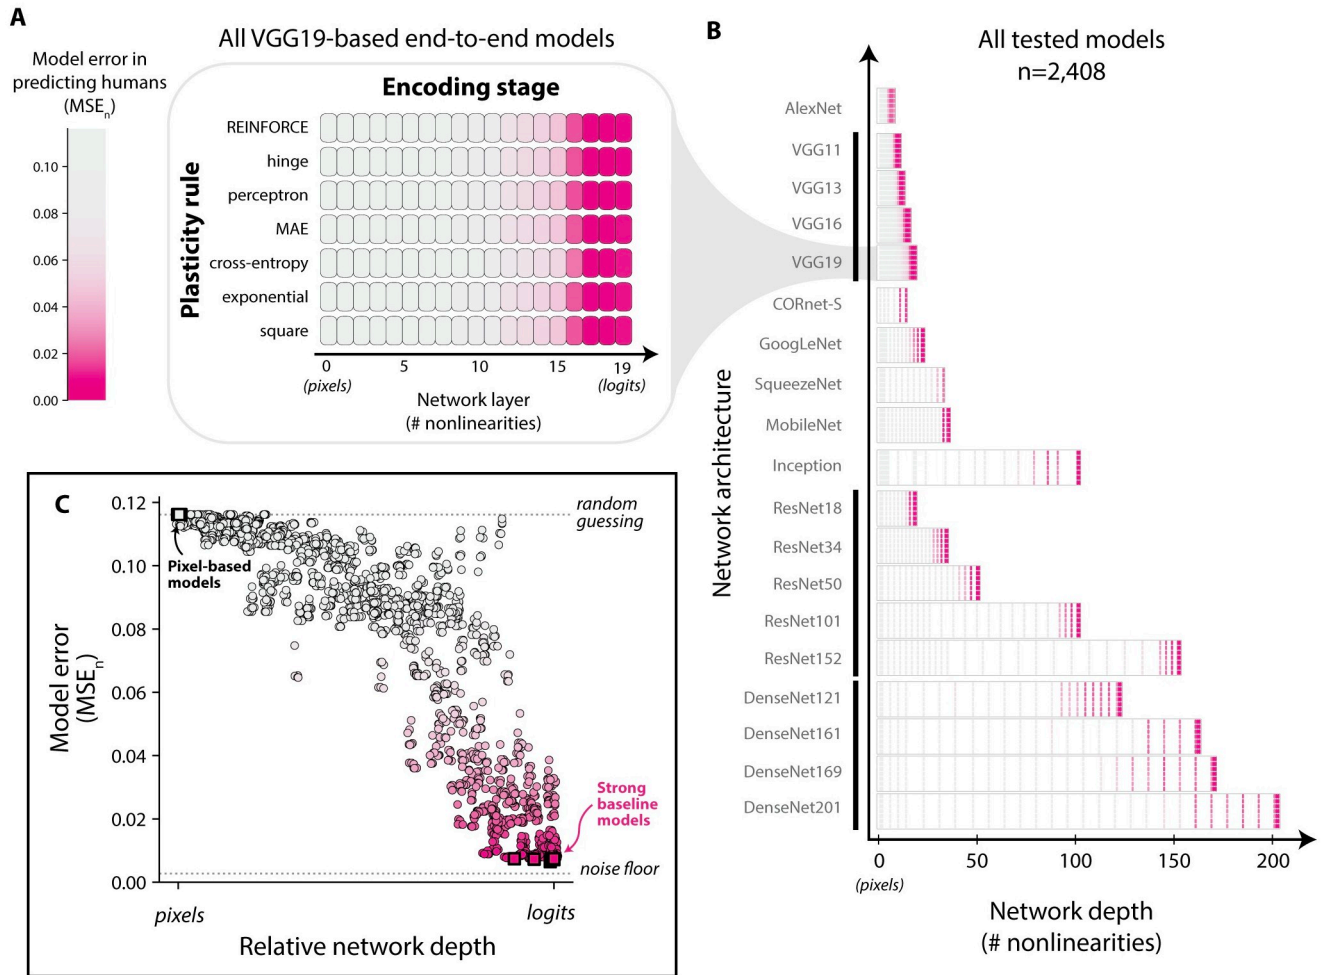 A
All VGG19-based end-to-end models
Model error in
predicting humans
(MSEn)
0.10
0.08
0.06
0.04
0.02
0.00
Encoding stage
Plasticity rule
REINFORCE
hinge
perceptron
MAE
cross-entropy
exponential
square
0
5
10
15
19
(pixels)
(logits)
Network layer
(# nonlinearities)
B
All tested models
n=2,408
Network architecture
AlexNet
VGG11
VGG13
VGG16
VGG19
CORnet-S
GoogLeNet
SqueezeNet
MobileNet
Inception
ResNet18
ResNet34
ResNet50
ResNet101
ResNet152
DenseNet121
DenseNet161
DenseNet169
DenseNet201
0
50
100
150
200
(pixels)
Network depth
(# nonlinearities)
C
Model error
(MSEn)
0.12
0.10
0.08
0.06
0.04
0.02
0.00
random
guessing
Pixel-based
models
Strong
baseline
models
noise floor
pixels
logits
Relative network depth